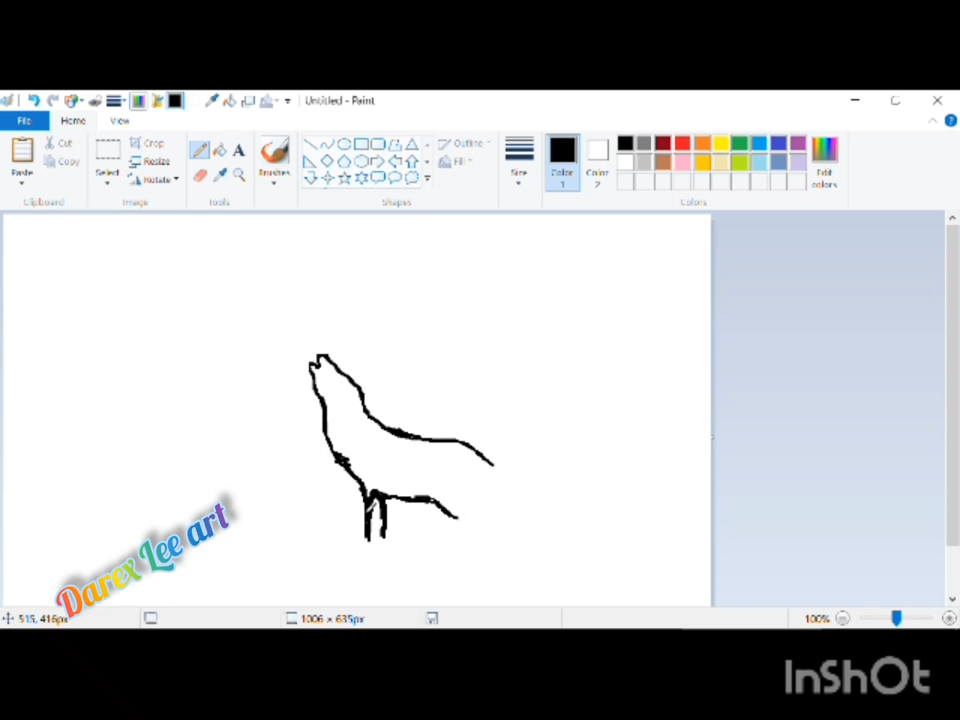 Untitled - Paint
File Home View
Cut
Copy
Paste
Clipboard
Crop
Resize
Rotate
Select
Image
A
Tools
Brushes
Outline
Fill
Shapes
Size
Color 1
Color 2
Edit colors
Colors
Darex Lee art
515, 416px
1006 × 635px
100%
InShOt